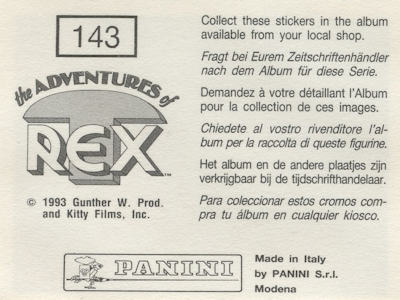 143
the ADVENTURES of
T
REX™
© 1993 Gunther W. Prod.
and Kitty Films, Inc.
Collect these stickers in the album
available from your local shop.
Fragt bei Eurem Zeitschriftenhändler
nach dem Album für diese Serie.
Demandez à votre détaillant l'Album
pour la collection de ces images.
Chiedete al vostro rivenditore l'al-
bum per la raccolta di queste figurine.
Het album en de andere plaatjes zijn
verkrijgbaar bij de tijdschrifthandelaar.
Para coleccionar estos cromos com-
pra tu álbum en cualquier kiosco.
PANINI
Made in Italy
by PANINI S.r.l.
Modena